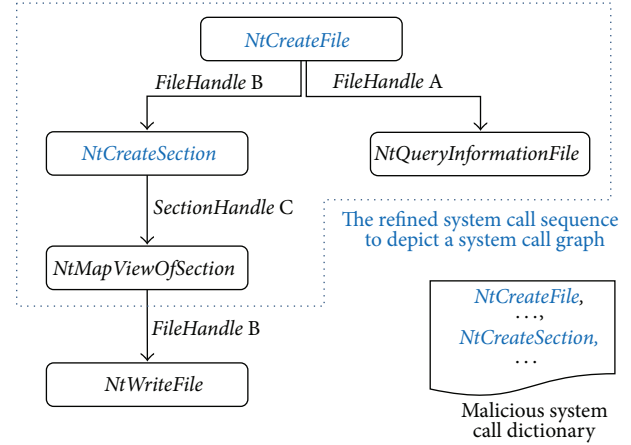 NtCreateFile
FileHandle B
FileHandle A
NtCreateSection
NtQueryInformationFile
SectionHandle C
The refined system call sequence
to depict a system call graph
NtMapViewOfSection
NtCreateFile,
...,
FileHandle B
NtCreateSection,
...
NtWriteFile
Malicious system
call dictionary